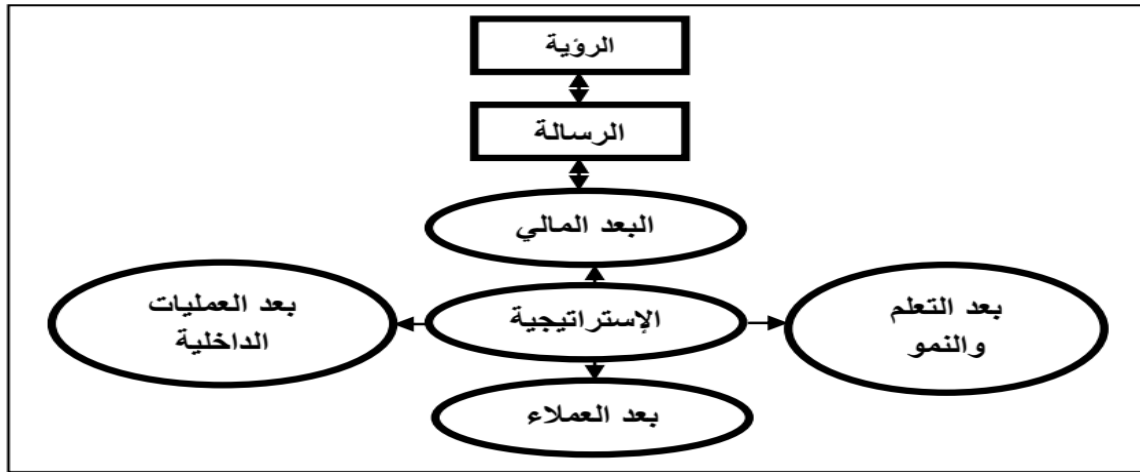 الرؤية
الرسالة
البعد المالي
بعد التعلم
والنمو
الإستراتيجية
بعد العمليات
الداخلية
بعد العملاء